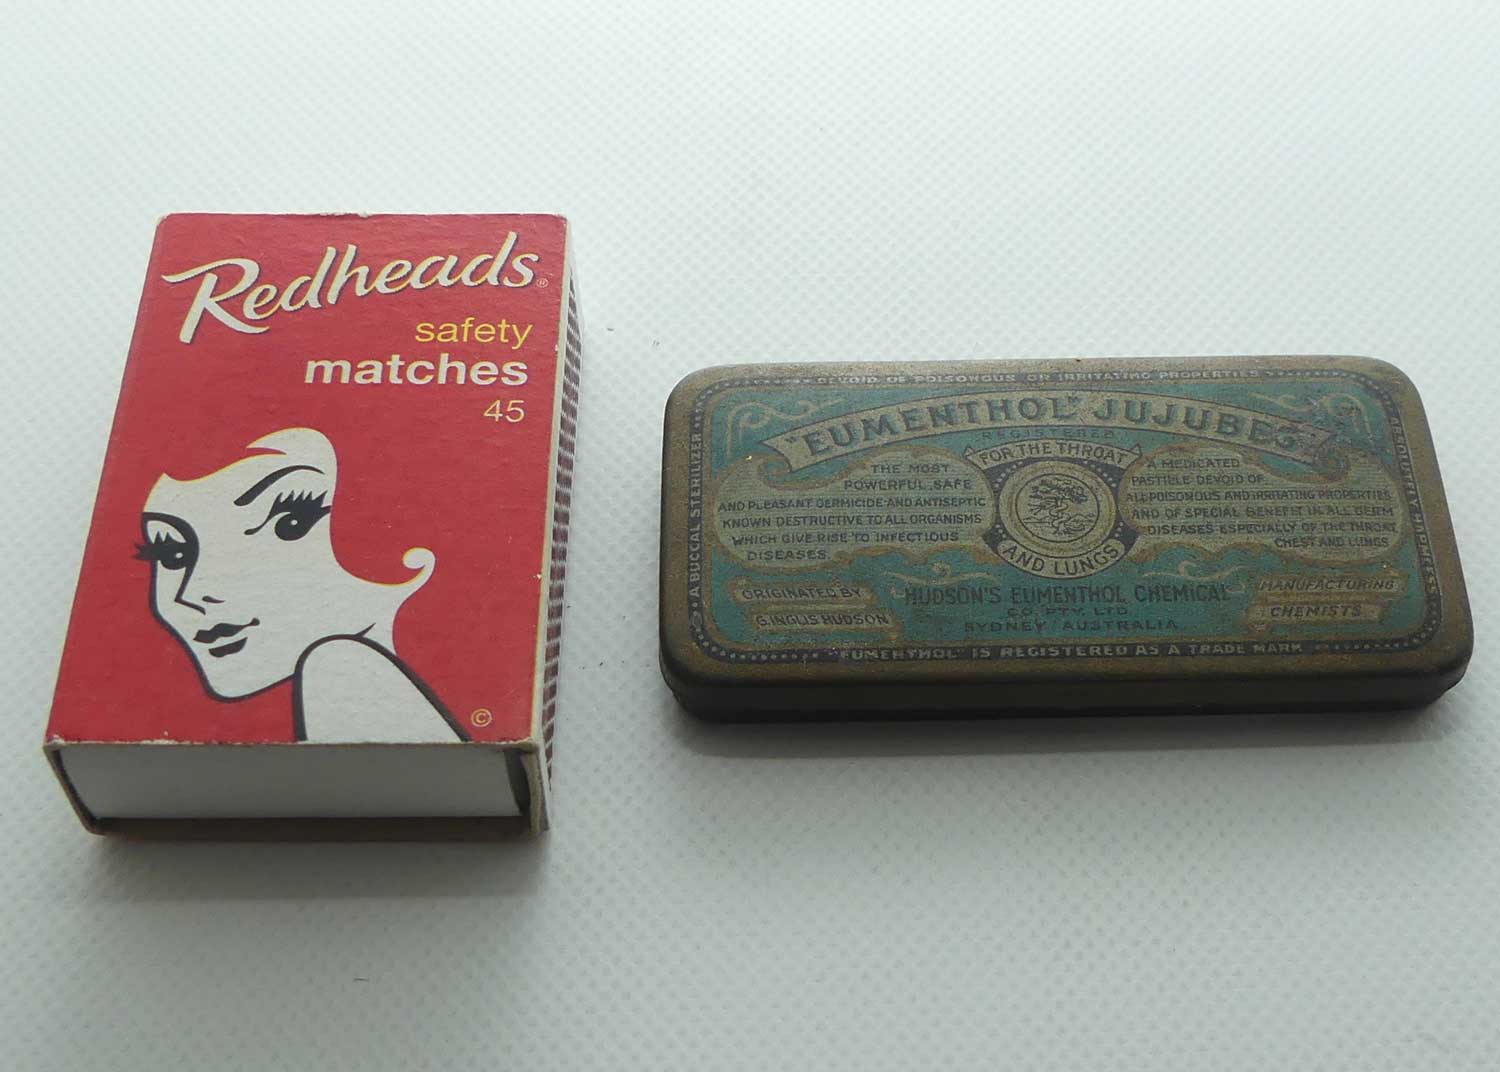 Redheads®
safety
matches
45
©
DEVOID OF POISONOUS OR IRRITATING PROPERTIES
"EUMENTHOL" JUJUBES
REGISTERED
FOR THE THROAT
AND LUNGS
THE MOST
POWERFUL, SAFE
AND PLEASANT GERMICIDE AND ANTISEPTIC
KNOWN DESTRUCTIVE TO ALL ORGANISMS
WHICH GIVE RISE TO INFECTIOUS
DISEASES.
A MEDICATED
PASTILLE DEVOID OF
ALL POISONOUS AND IRRITATING PROPERTIES
AND OF SPECIAL BENEFIT IN ALL GERM
DISEASES ESPECIALLY OF THE THROAT
CHEST AND LUNGS
ORIGINATED BY
G. INGLIS HUDSON
HUDSON'S EUMENTHOL CHEMICAL
CO. PTY. LTD.
SYDNEY AUSTRALIA
MANUFACTURING
CHEMISTS
A BUCCAL STERILIZER
ABSOLUTELY HARMLESS
"EUMENTHOL" IS REGISTERED AS A TRADE MARK